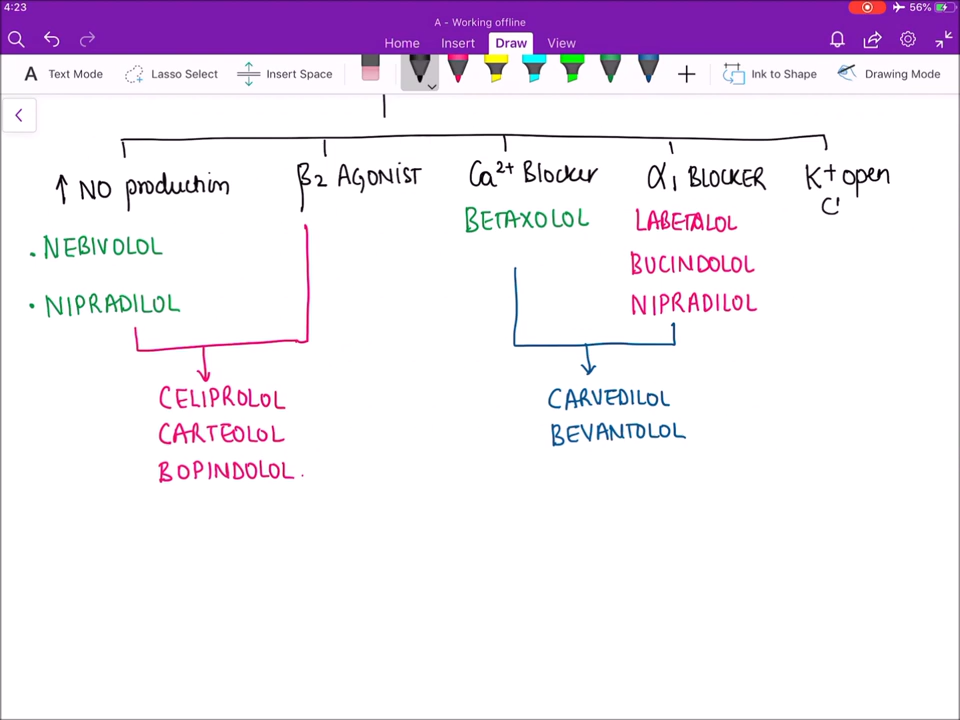 4:23
56%
A - Working offline
Home Insert Draw View
Text Mode Lasso Select Insert Space Ink to Shape Drawing Mode
↑ NO production
β2 AGONIST
Ca2+ Blocker
α1 BLOCKER
K+ open
C
BETAXOLOL
LABETALOL
BUCINDOLOL
NIPRADILOL
• NEBIVOLOL
• NIPRADILOL
CELIPROLOL
CARTEOLOL
BOPINDOLOL.
CARVEDILOL
BEVANTOLOL